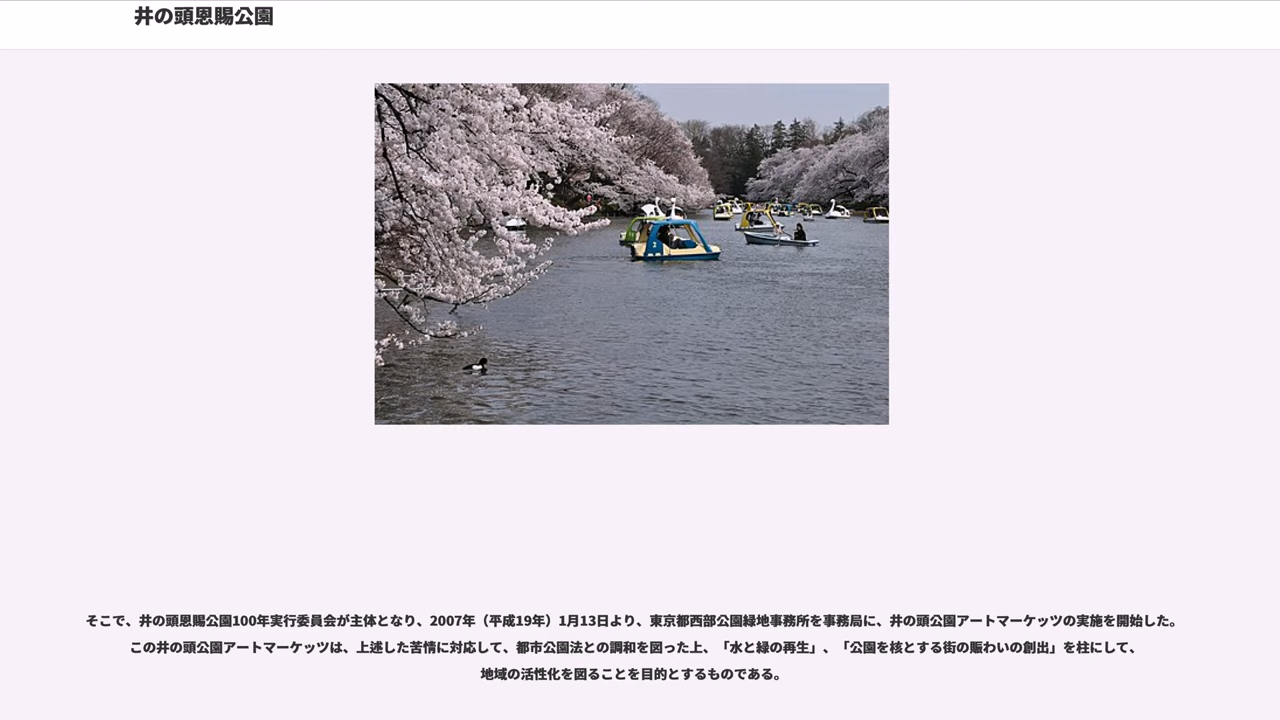 井の頭恩賜公園
2
そこで、井の頭恩賜公園100年実行委員会が主体となり、2007年（平成19年）1月13日より、東京都西部公園緑地事務所を事務局に、井の頭公園アートマーケッツの実施を開始した。
この井の頭公園アートマーケッツは、上述した苦情に対応して、都市公園法との調和を図った上、「水と緑の再生」、「公園を核とする街の賑わいの創出」を柱にして、
地域の活性化を図ることを目的とするものである。